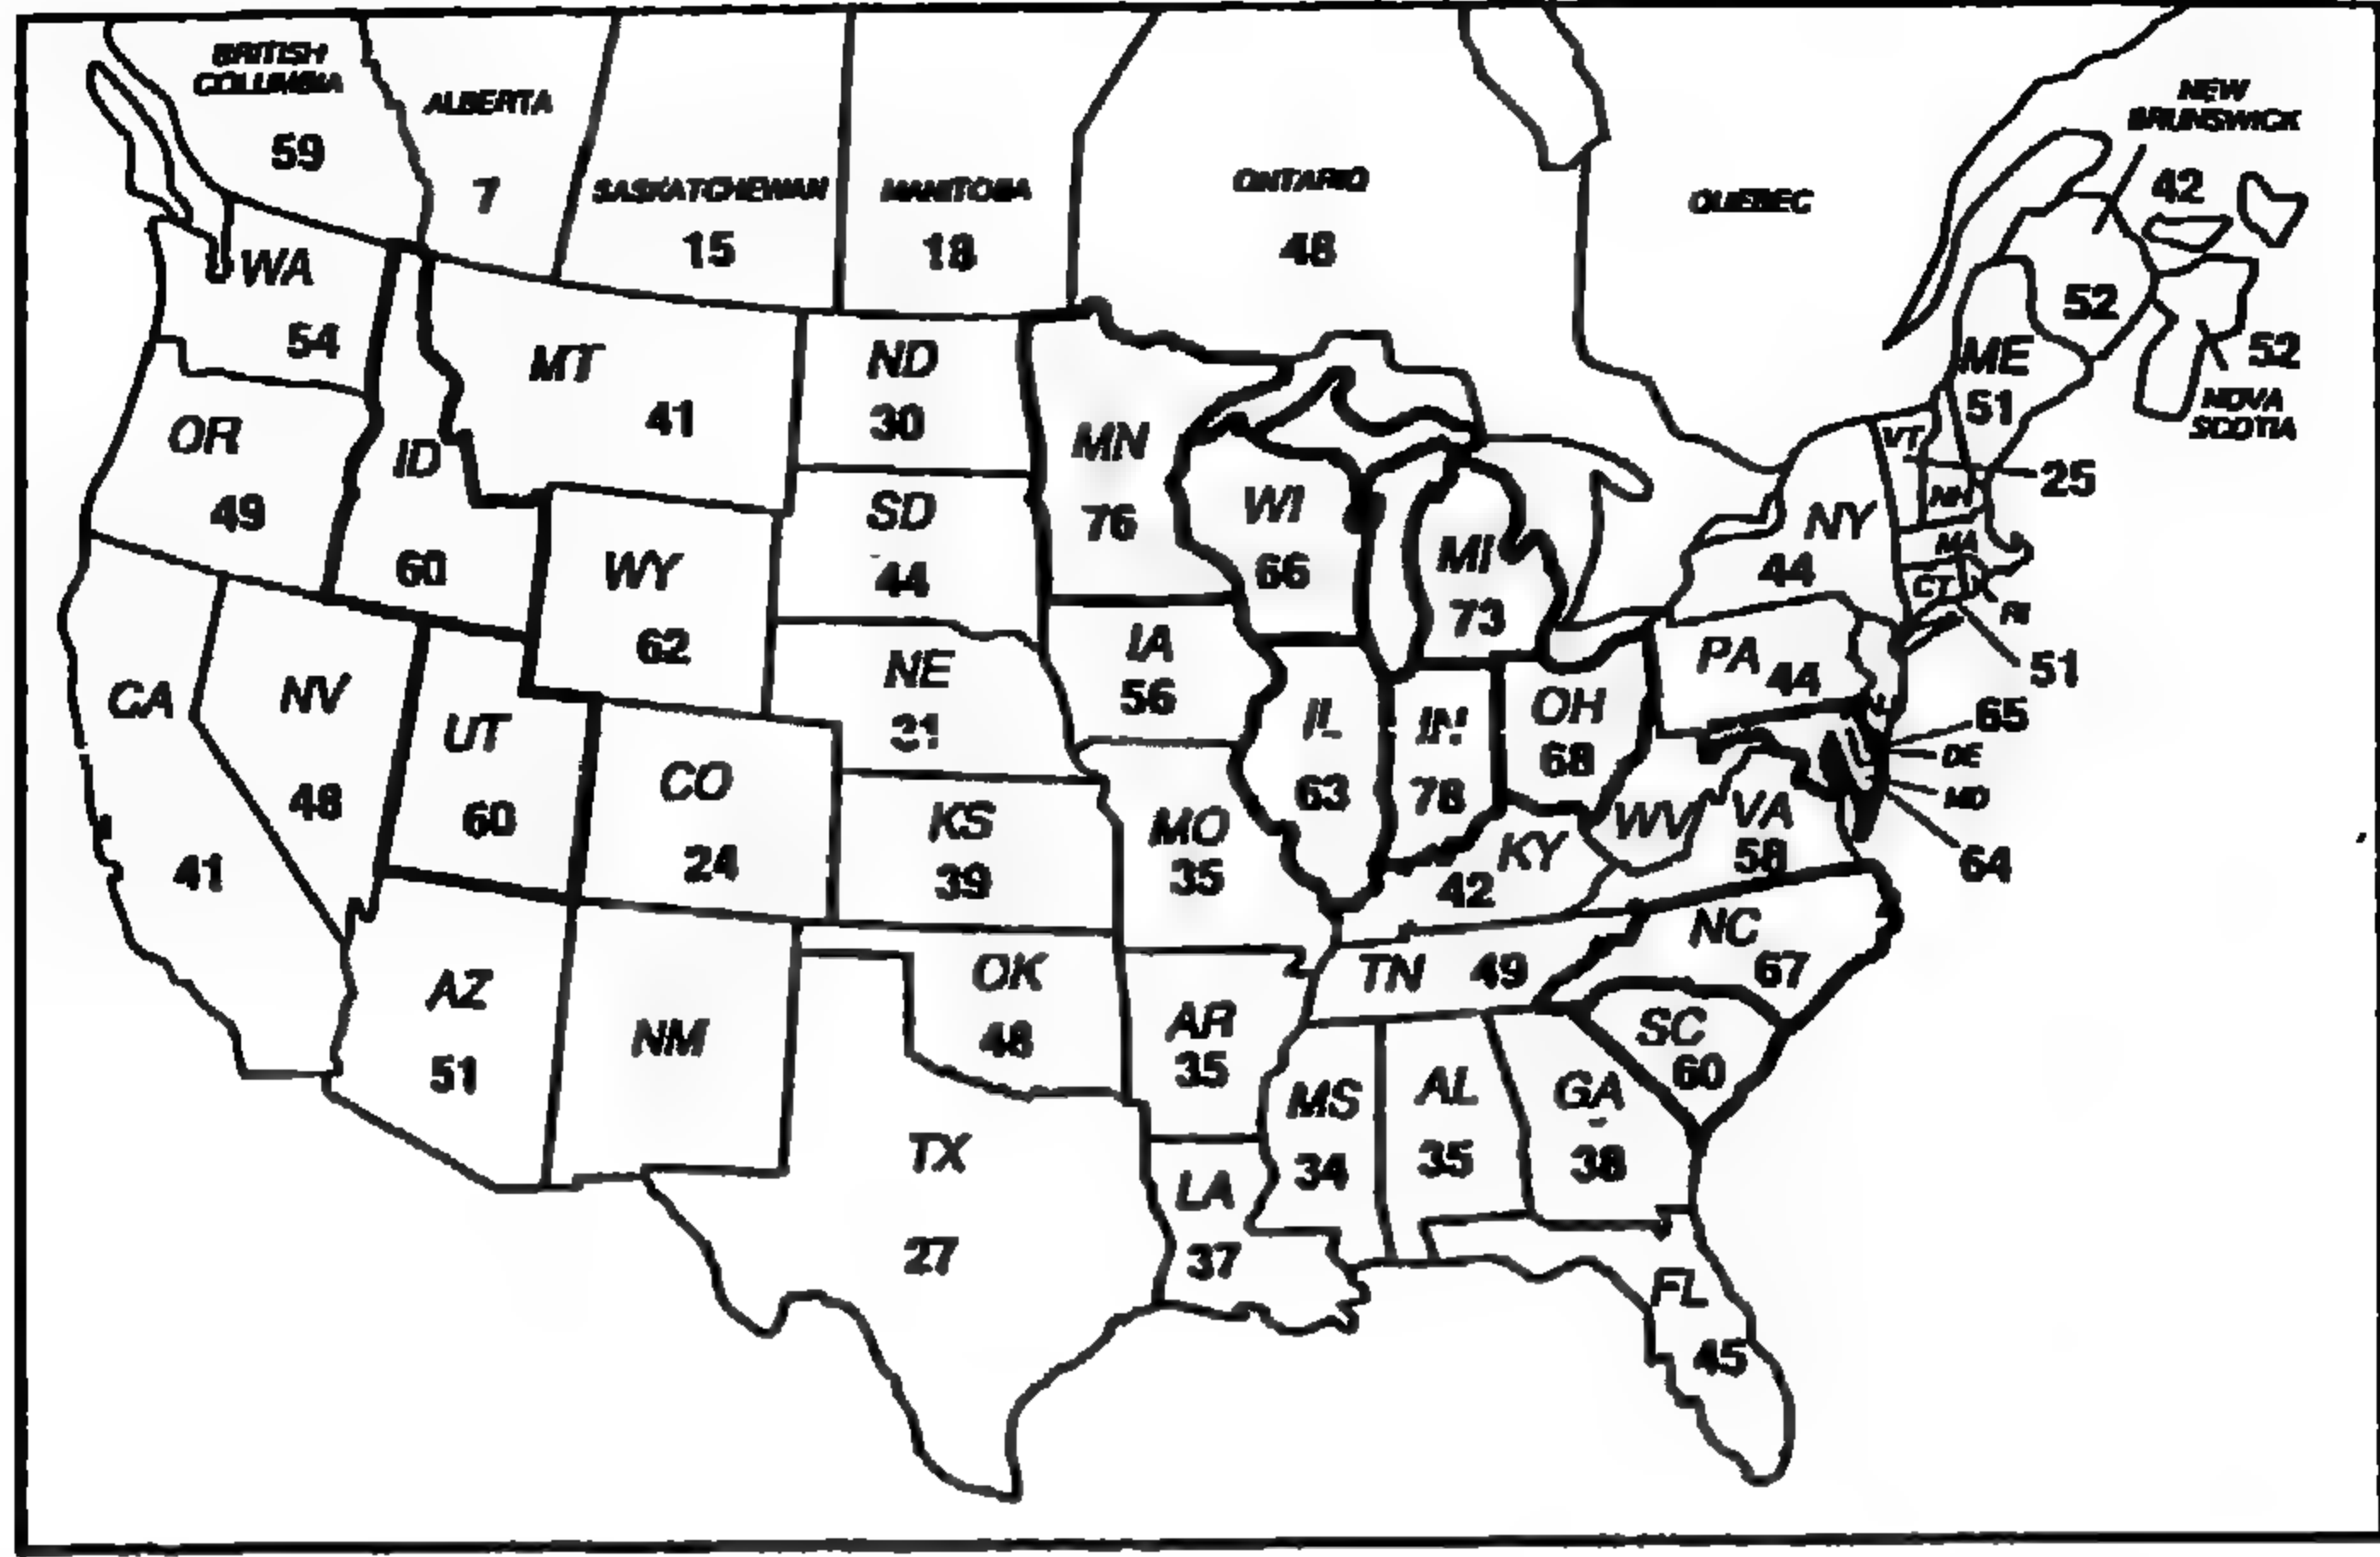 BRITISH
COLUMBIA
59
ALBERTA
7
SASKATCHEWAN
15
MANITOBA
18
ONTARIO
48
QUEBEC
NEW
BRUNSWICK
42
52
52
NOVA
SCOTIA
WA
54
MT
41
ND
30
MN
76
ME
51
OR
49
ID
60
SD
44
WI
66
MI
73
NY
44
VT
25
NH
MA
CT
RI
51
WY
62
NE
31
IA
56
PA 44
65
DE
MD
64
CA
41
NV
48
UT
60
CO
24
KS
39
MO
35
IL
63
IN
78
OH
68
WV
VA
58
KY
42
NC
67
TN 49
AZ
51
NM
OK
48
AR
35
SC
60
MS
34
AL
35
GA
38
TX
27
LA
37
FL
45